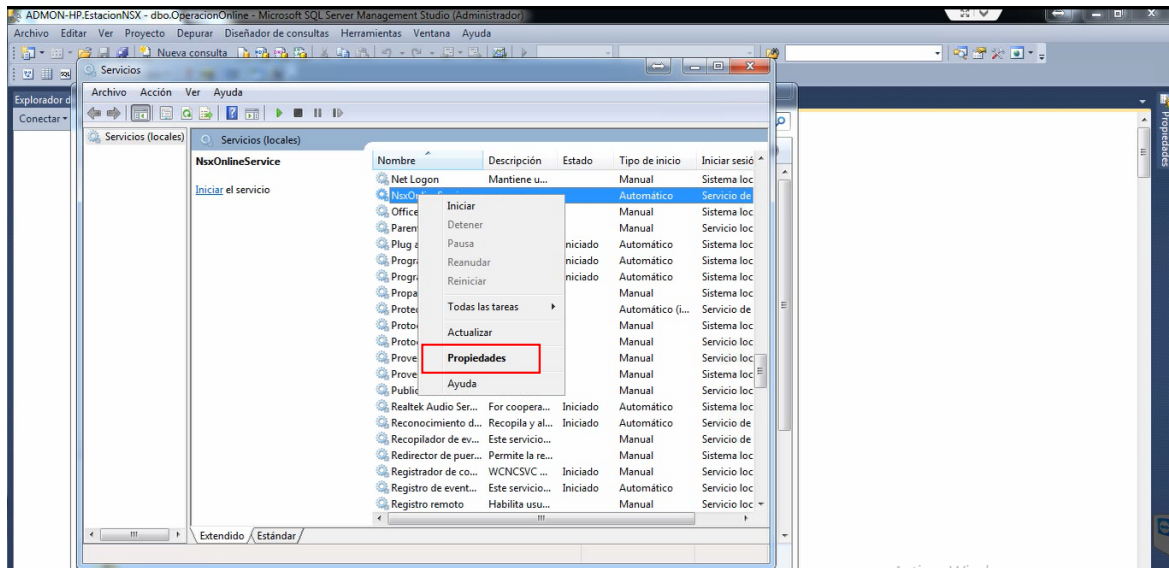 ADMON-HP.EstacionNSX - dbo.OperacionOnline - Microsoft SQL Server Management Studio (Administrador)
Archivo Editar Ver Proyecto Depurar Diseñador de consultas Herramientas Ventana Ayuda
Nueva consulta
Servicios
Explorador d
Conectar
Archivo Acción Ver Ayuda
Servicios (locales)
Servicios (locales)
NsxOnlineService
Iniciar el servicio
Nombre Descripción Estado Tipo de inicio Iniciar sesió
Net Logon Mantiene u... Manual Sistema loc
Automático Servicio de
Office Manual Sistema loc
Paren Manual Servicio loc
Plug a niciado Automático Sistema loc
Progra niciado Automático Sistema loc
Progra niciado Automático Sistema loc
Propa Manual Sistema loc
Protec Automático (i... Servicio de
Protoc Manual Sistema loc
Protoc Manual Servicio loc
Prove Manual Servicio loc
Prove Manual Sistema loc
Public Manual Servicio loc
Realtek Audio Ser... For coopera... Iniciado Automático Sistema loc
Reconocimiento d... Recopila y al... Iniciado Automático Servicio de
Recopilador de ev... Este servicio... Manual Servicio de
Redirector de puer... Permite la re... Manual Sistema loc
Registrador de co... WCNCSVC ... Iniciado Manual Servicio loc
Registro de event... Este servicio... Iniciado Automático Servicio loc
Registro remoto Habilita usu... Manual Servicio loc
Iniciar
Detener
Pausa
Reanudar
Reiniciar
Todas las tareas
Actualizar
Propiedades
Ayuda
Extendido Estándar
Propiedades